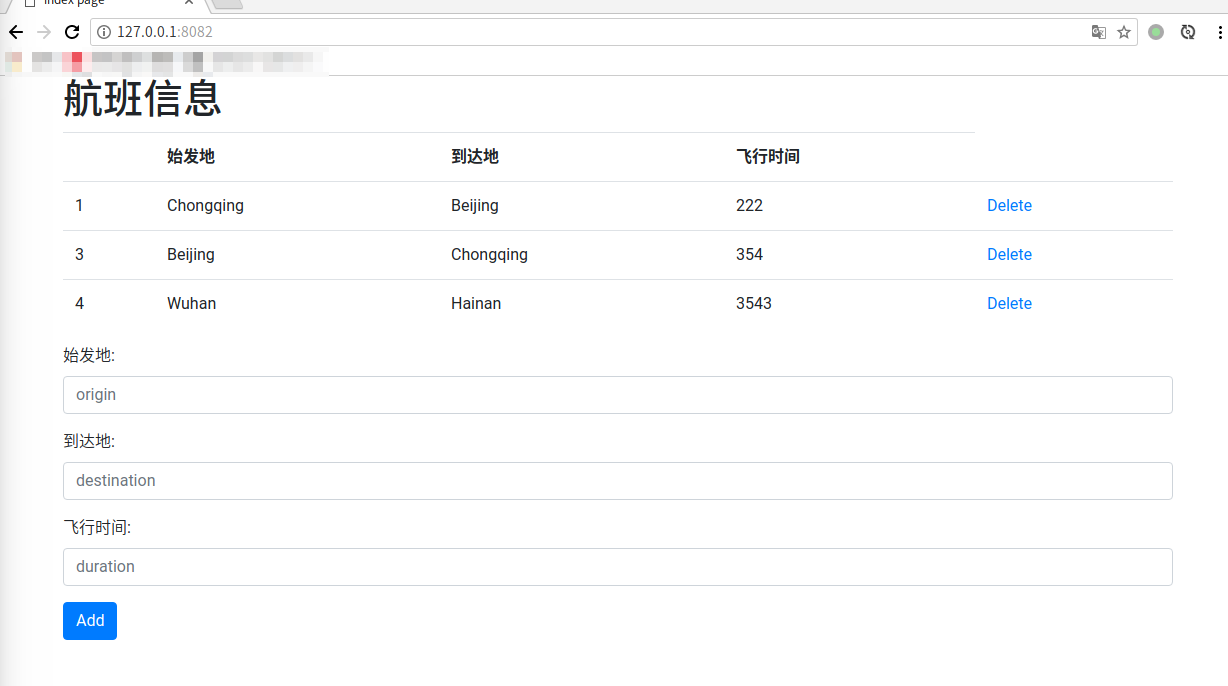 Index page
127.0.0.1:8082
航班信息
始发地 到达地 飞行时间
1 Chongqing Beijing 222 Delete
3 Beijing Chongqing 354 Delete
4 Wuhan Hainan 3543 Delete
始发地:
origin
到达地:
destination
飞行时间:
duration
Add